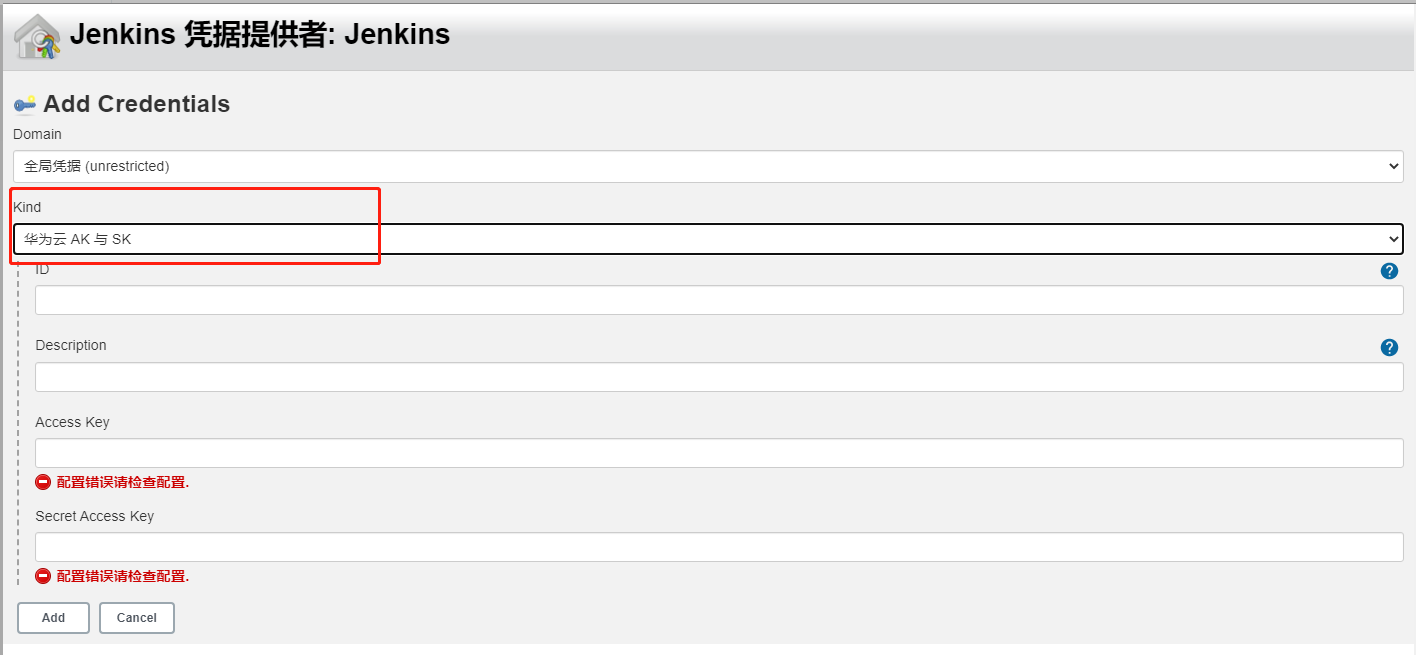 Jenkins 凭据提供者: Jenkins
Add Credentials
Domain
全局凭据 (unrestricted)
Kind
华为云 AK 与 SK
ID
?
Description
?
Access Key
配置错误请检查配置.
Secret Access Key
配置错误请检查配置.
Add Cancel